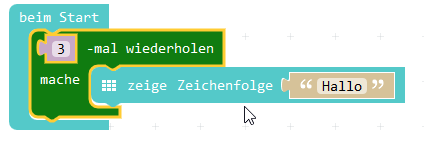 beim Start
3 -mal wiederholen
mache zeige Zeichenfolge “ Hallo ”